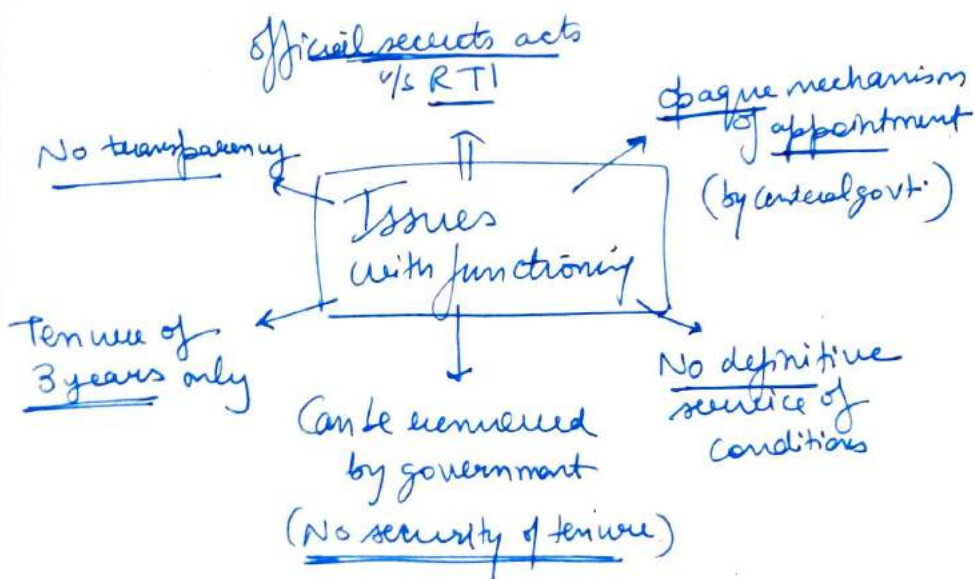 Official secrets acts
v/s RTI
No transparency
Opaque mechanism
of appointment
(by central govt.)
Issues
with functioning
Tenure of
3 years only
Can be removed
by government
(No security of tenure)
No definitive
service of
conditions